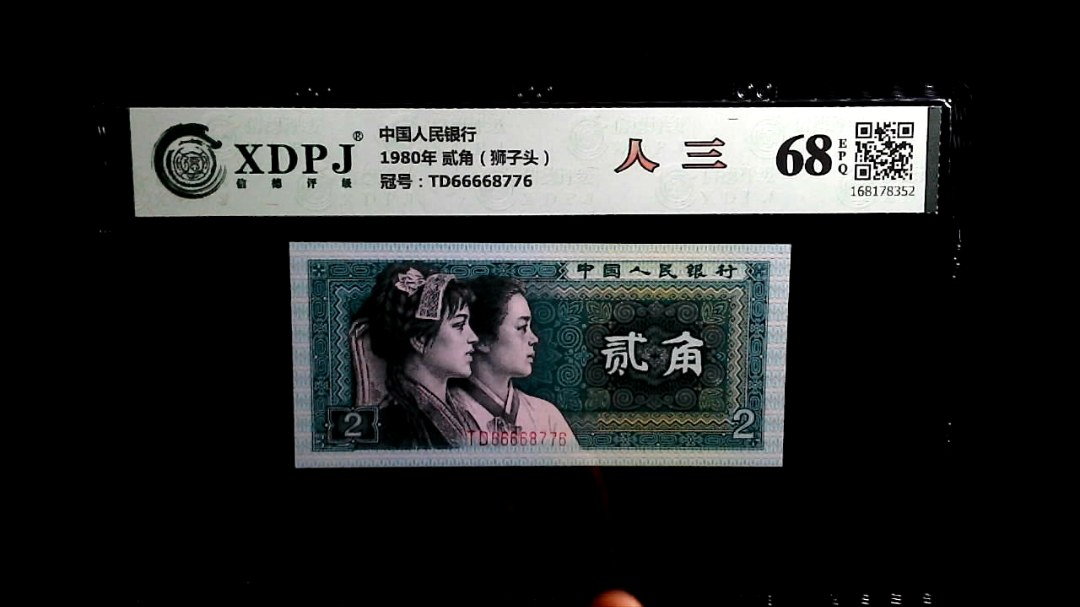 XDPJ®
信德评级
中国人民银行
1980年 贰角（狮子头）
冠号：TD66668776
人 三
68
EPQ
168178352
中国人民银行
贰角
2
2
TD66668776